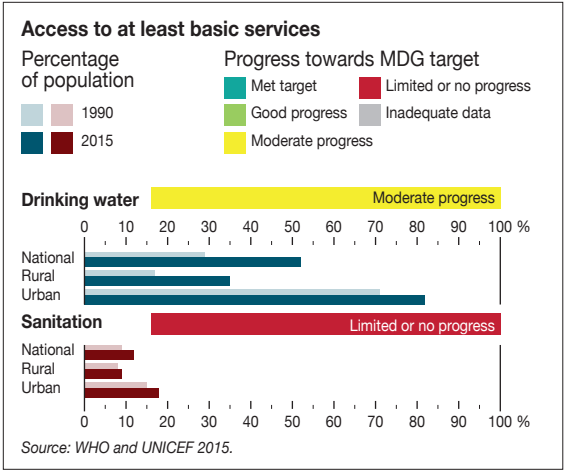 Access to at least basic services
Percentage of population
Progress towards MDG target
Met target
Limited or no progress
1990
Good progress
Inadequate data
2015
Moderate progress
Drinking water
Moderate progress
0 10 20 30 40 50 60 70 80 90 100 %
National
Rural
Urban
Sanitation
Limited or no progress
National
Rural
Urban
0 10 20 30 40 50 60 70 80 90 100 %
Source: WHO and UNICEF 2015.